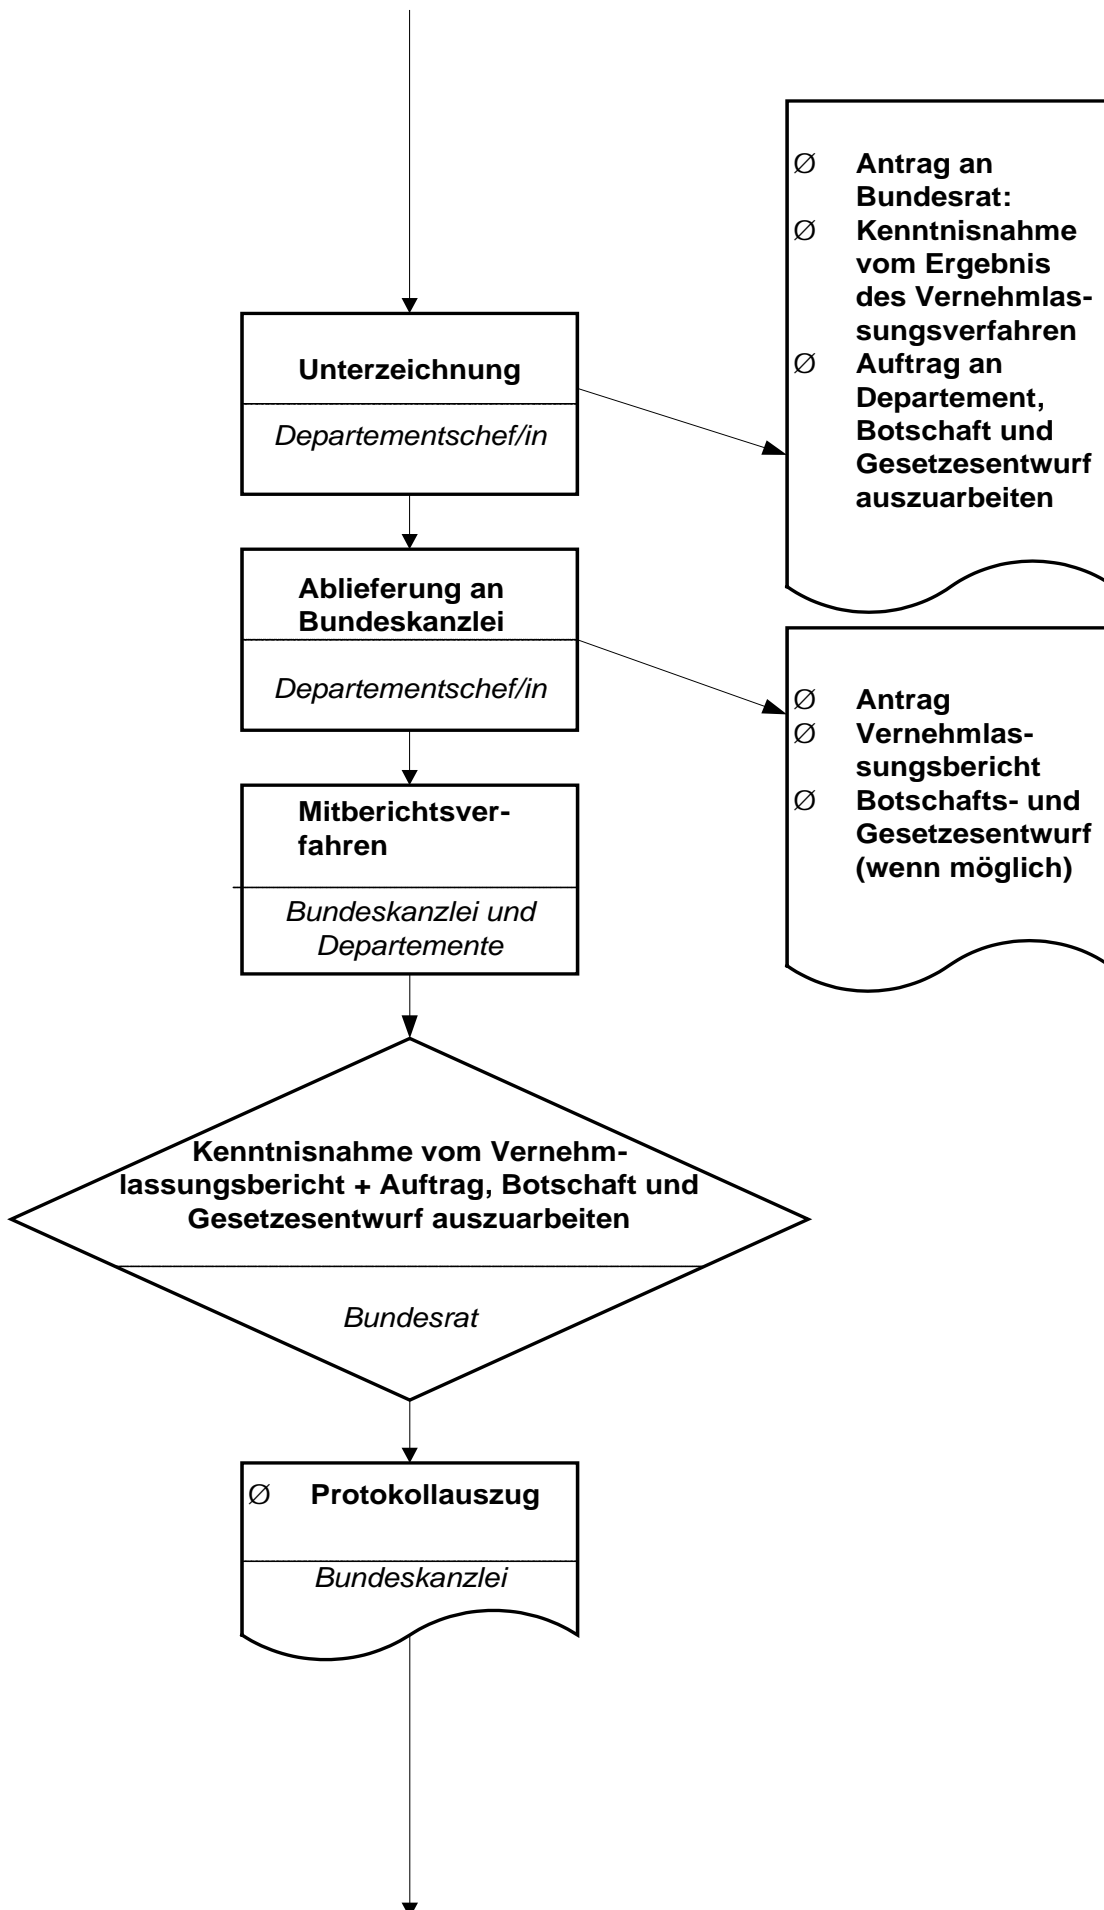 Unterzeichnung
Departementschef/in
Ø Antrag an
Bundesrat:
Ø Kenntnisnahme
vom Ergebnis
des Vernehmlas-
sungsverfahren
Ø Auftrag an
Departement,
Botschaft und
Gesetzesentwurf
auszuarbeiten
Ablieferung an
Bundeskanzlei
Departementschef/in
Ø Antrag
Ø Vernehmlas-
sungsbericht
Ø Botschafts- und
Gesetzesentwurf
(wenn möglich)
Mitberichtsver-
fahren
Bundeskanzlei und
Departemente
Kenntnisnahme vom Vernehm-
lassungsbericht + Auftrag, Botschaft und
Gesetzesentwurf auszuarbeiten
Bundesrat
Ø Protokollauszug
Bundeskanzlei